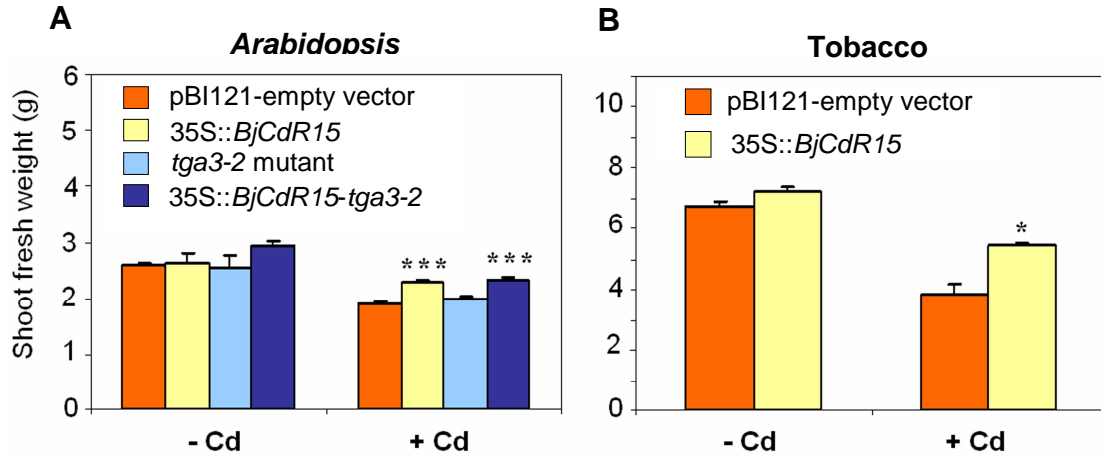 A
Arabidopsis
Shoot fresh weight (g)
6
5
4
3
2
1
0
pBI121-empty vector
35S::BjCdR15
tga3-2 mutant
35S::BjCdR15-tga3-2
*** ***
- Cd + Cd
B
Tobacco
10
8
6
4
2
0
pBI121-empty vector
35S::BjCdR15
*
- Cd + Cd